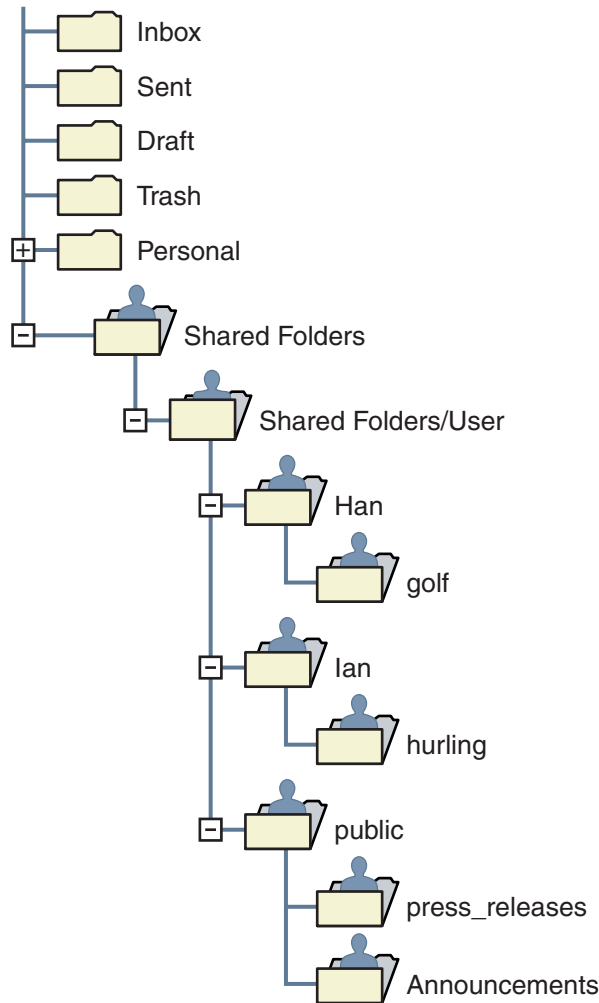 Inbox
Sent
Draft
Trash
Personal
Shared Folders
Shared Folders/User
Han
golf
Ian
hurling
public
press_releases
Announcements